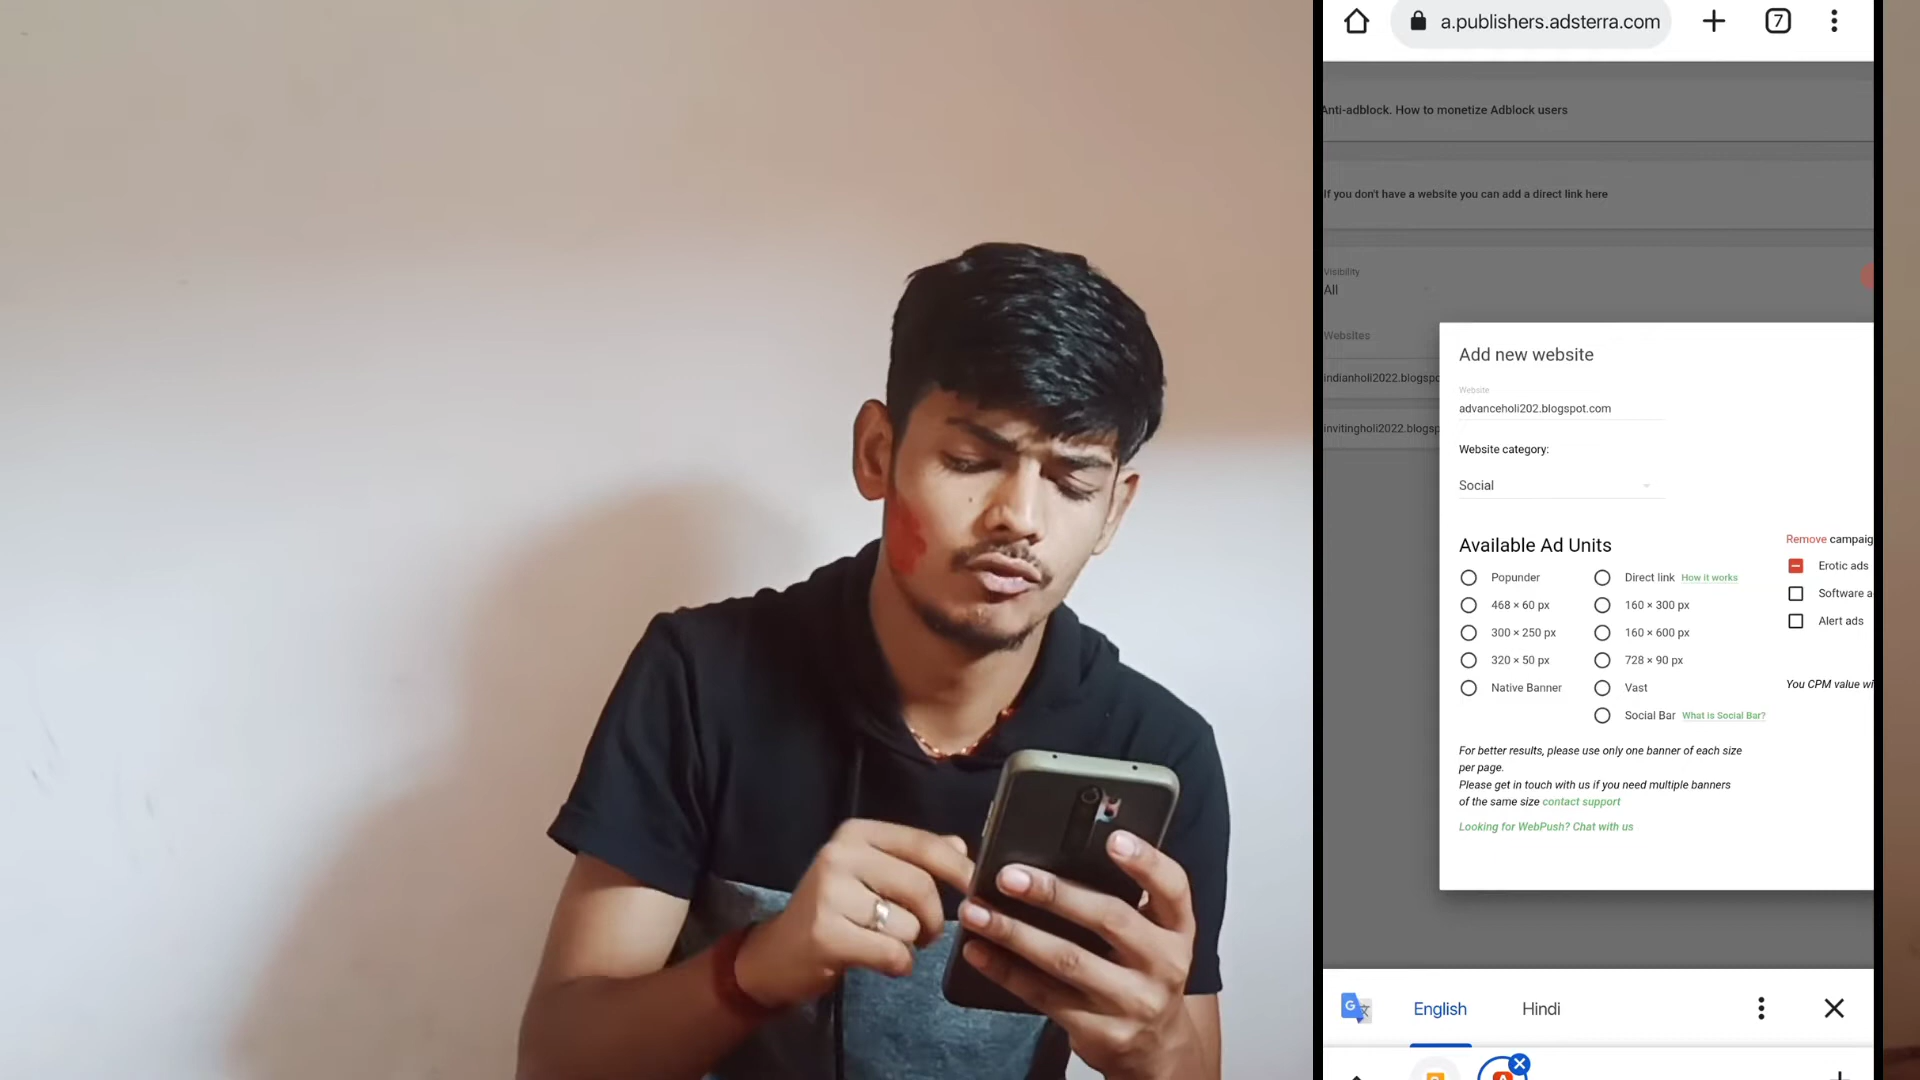 a.publishers.adsterra.com
7
Anti-adblock. How to monetize Adblock users
If you don't have a website you can add a direct link here
Visibility
All
Websites
indianholi2022.blogspo
invitingholi2022.blogsp
Add new website
Website
advanceholi202.blogspot.com
Website category:
Social
Available Ad Units
Popunder
Direct link How it works
468 × 60 px
160 × 300 px
300 × 250 px
160 × 600 px
320 × 50 px
728 × 90 px
Native Banner
Vast
Social Bar What is Social Bar?
Remove campaig
Erotic ads
Software a
Alert ads
You CPM value wi
For better results, please use only one banner of each size
per page.
Please get in touch with us if you need multiple banners
of the same size contact support
Looking for WebPush? Chat with us
English
Hindi